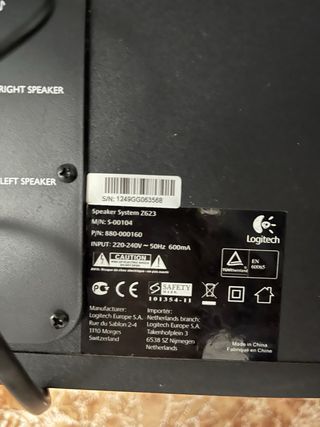 RIGHT SPEAKER
LEFT SPEAKER
S/N: 1249GG063568
Speaker System Z623
M/N: S-00104
P/N: 880-000160
INPUT: 220-240V ~ 50Hz 600mA
Logitech
CAUTION
EN
60065
SAFETY
MARK
101354-11
Manufacturer:
Logitech Europe S.A.
Rue du Sablon 2-4
1110 Morges
Switzerland
Importer:
Netherlands branch:
Logitech Europe S.A.
Takenhofplein 3
6538 SZ Nijmegen
Netherlands
Made in China
Fabriqué en Chine